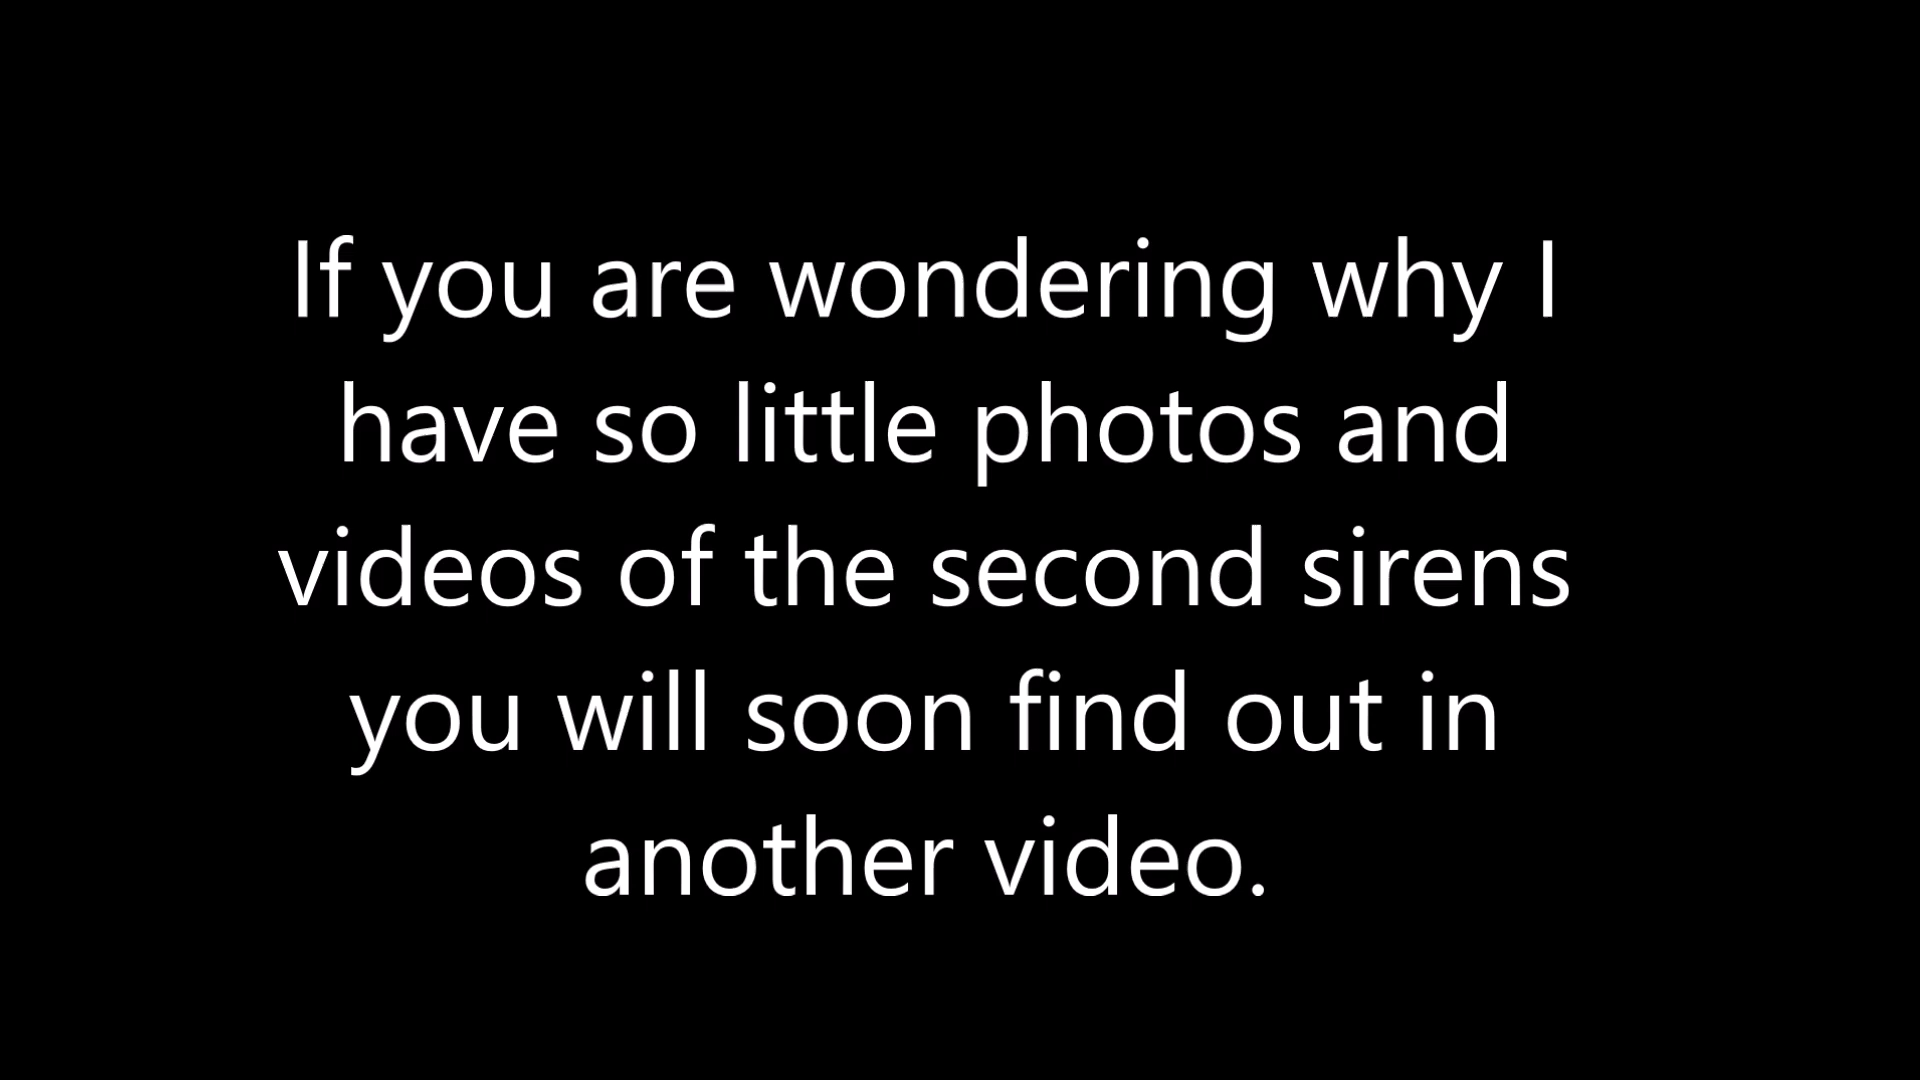 If you are wondering why I
have so little photos and
videos of the second sirens
you will soon find out in
another video.